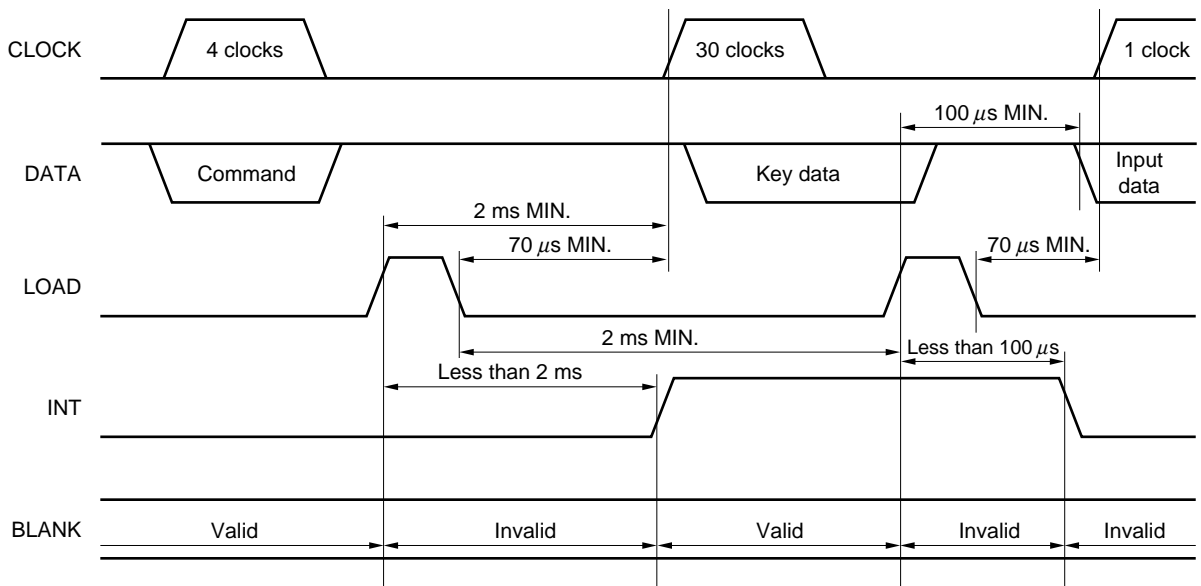 CLOCK
4 clocks
30 clocks
1 clock
100 μs MIN.
DATA
Command
Key data
Input
data
2 ms MIN.
70 μs MIN.
70 μs MIN.
LOAD
2 ms MIN.
Less than 100 μs
Less than 2 ms
INT
BLANK
Valid
Invalid
Valid
Invalid
Invalid